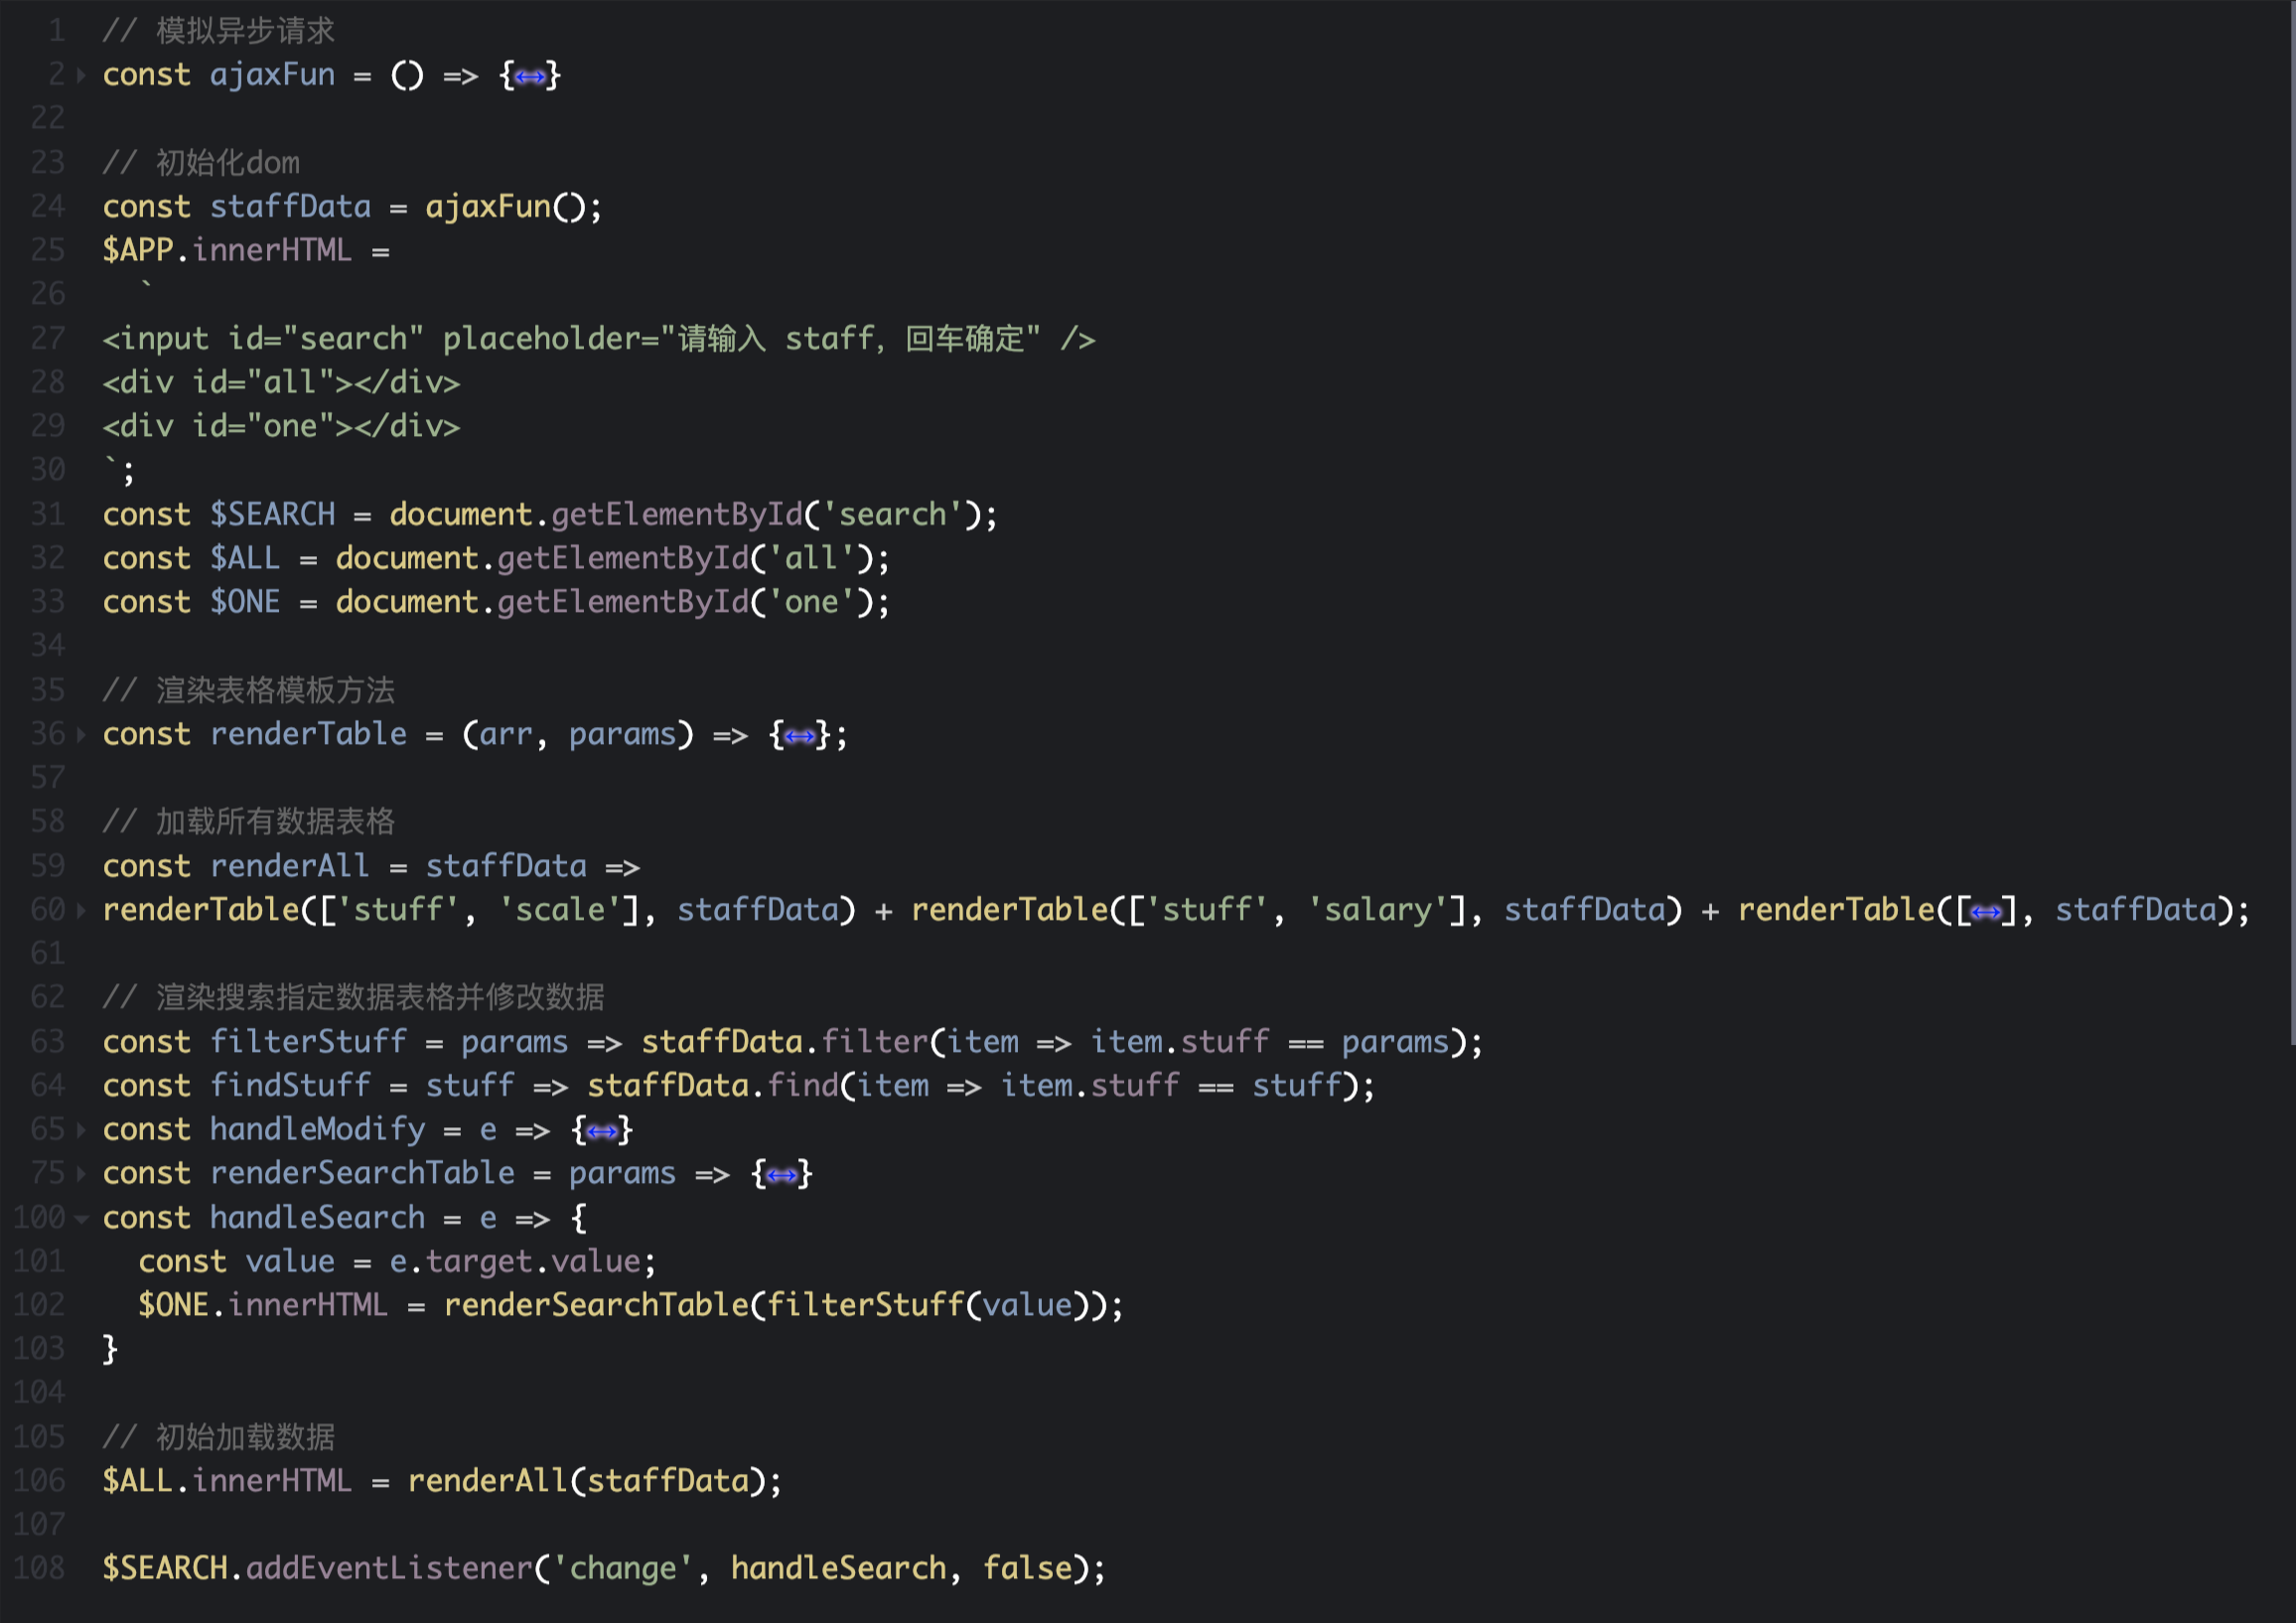 1 // 模拟异步请求
2 const ajaxFun = () => {↔}
22
23 // 初始化dom
24 const staffData = ajaxFun();
25 $APP.innerHTML =
26   `
27 <input id="search" placeholder="请输入 staff，回车确定" />
28 <div id="all"></div>
29 <div id="one"></div>
30 `;
31 const $SEARCH = document.getElementById('search');
32 const $ALL = document.getElementById('all');
33 const $ONE = document.getElementById('one');
34
35 // 渲染表格模板方法
36 const renderTable = (arr, params) => {↔};
57
58 // 加载所有数据表格
59 const renderAll = staffData =>
60 renderTable(['stuff', 'scale'], staffData) + renderTable(['stuff', 'salary'], staffData) + renderTable([↔], staffData);
61
62 // 渲染搜索指定数据表格并修改数据
63 const filterStuff = params => staffData.filter(item => item.stuff == params);
64 const findStuff = stuff => staffData.find(item => item.stuff == stuff);
65 const handleModify = e => {↔}
75 const renderSearchTable = params => {↔}
100 const handleSearch = e => {
101   const value = e.target.value;
102   $ONE.innerHTML = renderSearchTable(filterStuff(value));
103 }
104
105 // 初始加载数据
106 $ALL.innerHTML = renderAll(staffData);
107
108 $SEARCH.addEventListener('change', handleSearch, false);